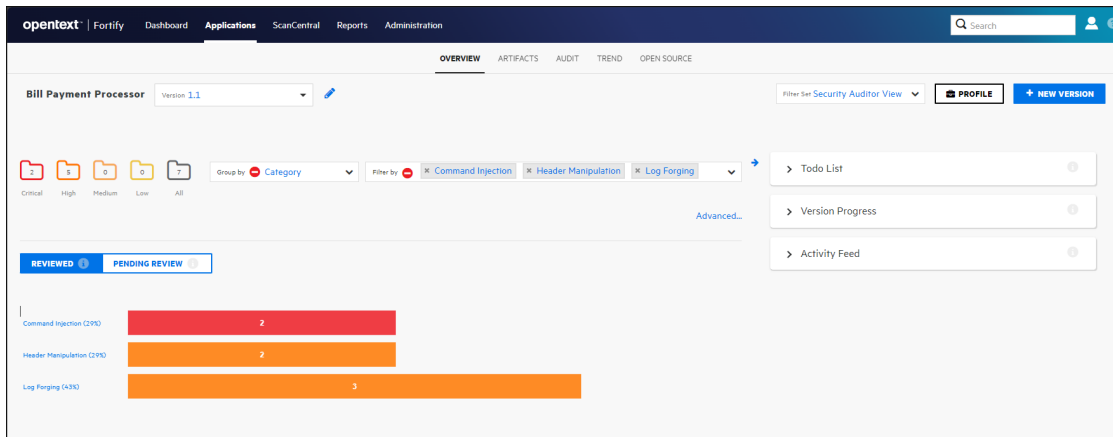 opentext™ | Fortify Dashboard Applications ScanCentral Reports Administration Search
OVERVIEW ARTIFACTS AUDIT TREND OPEN SOURCE
Bill Payment Processor Version 1.1 Filter Set Security Auditor View PROFILE + NEW VERSION
2 5 0 0 7 Group by Category Filter by × Command Injection × Header Manipulation × Log Forging
Critical High Medium Low All
Advanced...
Todo List
Version Progress
Activity Feed
REVIEWED PENDING REVIEW
Command Injection (29%) 2
Header Manipulation (29%) 2
Log Forging (43%) 3